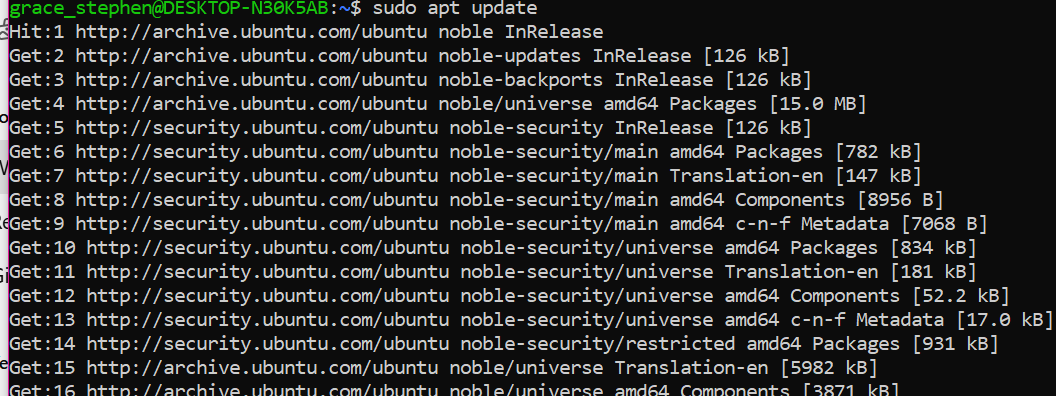 grace_stephen@DESKTOP-N30K5AB:~$ sudo apt update
Hit:1 http://archive.ubuntu.com/ubuntu noble InRelease
Get:2 http://archive.ubuntu.com/ubuntu noble-updates InRelease [126 kB]
Get:3 http://archive.ubuntu.com/ubuntu noble-backports InRelease [126 kB]
Get:4 http://archive.ubuntu.com/ubuntu noble/universe amd64 Packages [15.0 MB]
Get:5 http://security.ubuntu.com/ubuntu noble-security InRelease [126 kB]
Get:6 http://security.ubuntu.com/ubuntu noble-security/main amd64 Packages [782 kB]
Get:7 http://security.ubuntu.com/ubuntu noble-security/main Translation-en [147 kB]
Get:8 http://security.ubuntu.com/ubuntu noble-security/main amd64 Components [8956 B]
Get:9 http://security.ubuntu.com/ubuntu noble-security/main amd64 c-n-f Metadata [7068 B]
Get:10 http://security.ubuntu.com/ubuntu noble-security/universe amd64 Packages [834 kB]
Get:11 http://security.ubuntu.com/ubuntu noble-security/universe Translation-en [181 kB]
Get:12 http://security.ubuntu.com/ubuntu noble-security/universe amd64 Components [52.2 kB]
Get:13 http://security.ubuntu.com/ubuntu noble-security/universe amd64 c-n-f Metadata [17.0 kB]
Get:14 http://security.ubuntu.com/ubuntu noble-security/restricted amd64 Packages [931 kB]
Get:15 http://archive.ubuntu.com/ubuntu noble/universe Translation-en [5982 kB]
Get:16 http://archive.ubuntu.com/ubuntu noble/universe amd64 Components [3871 kB]